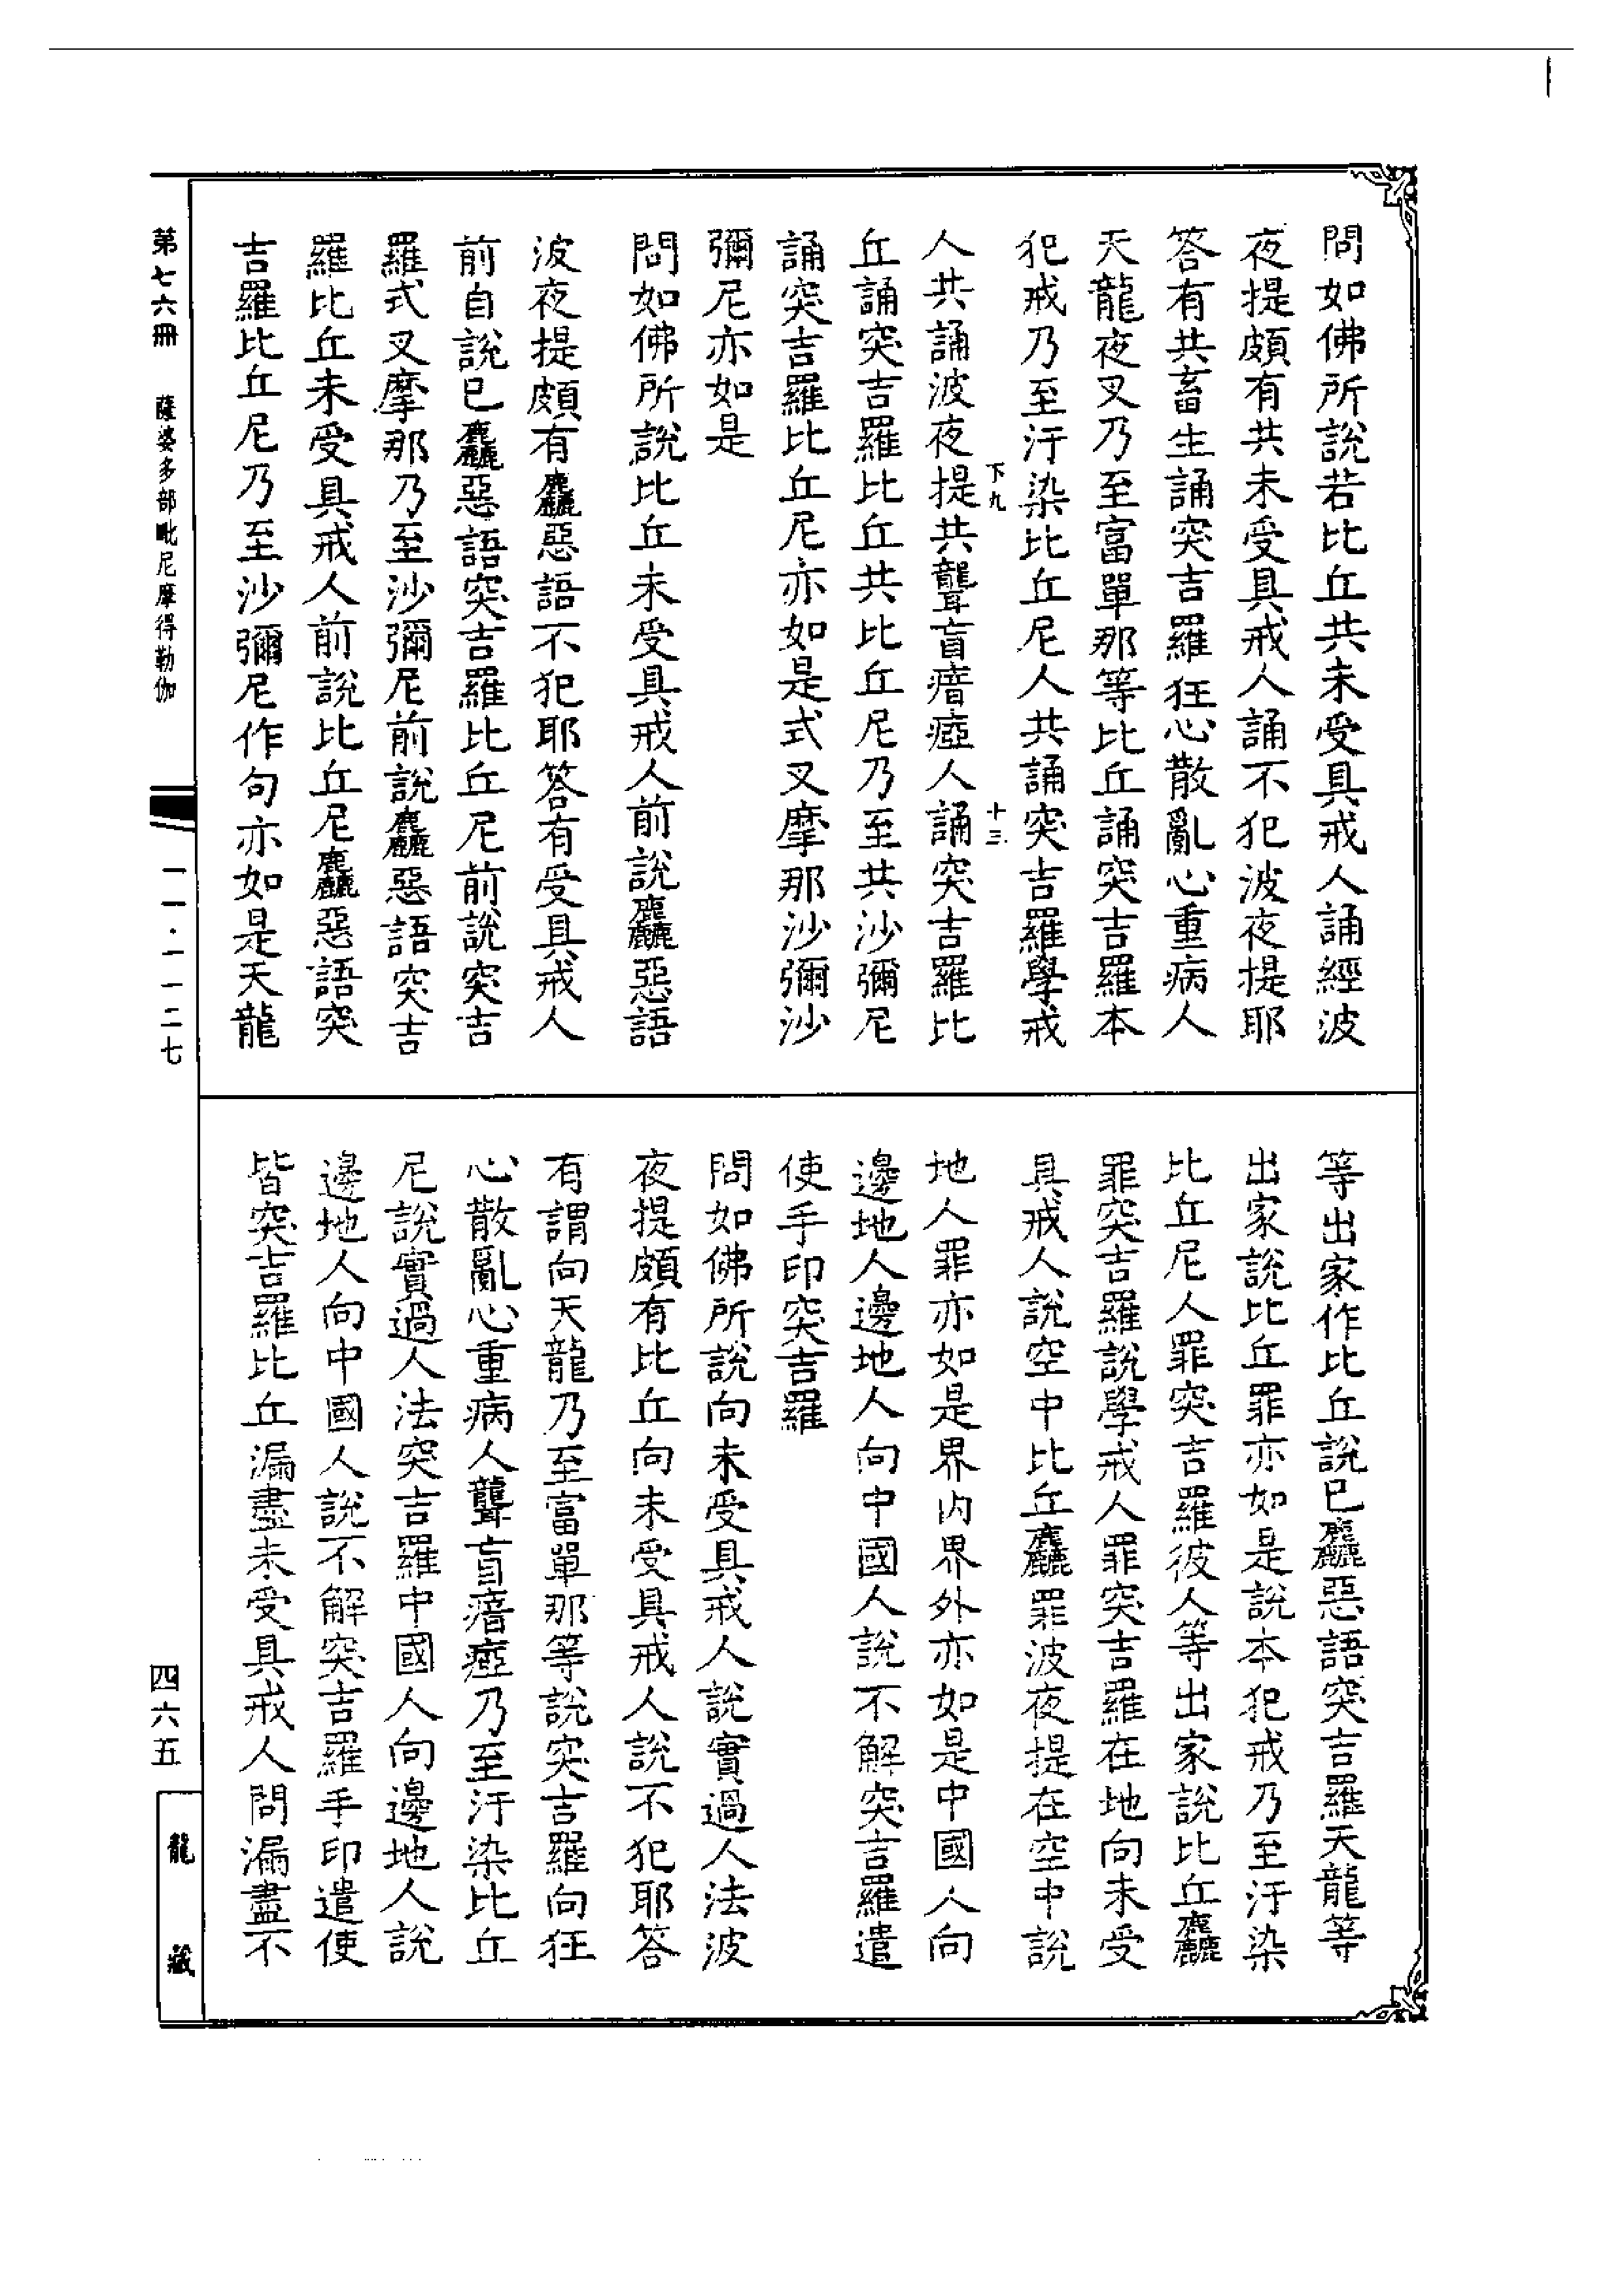 問如佛所說若比丘共未受具戒人誦經波
夜提頗有共未受具戒人誦不犯波夜提耶
答有共畜生誦突吉羅狂心散亂心重病人
天龍夜叉乃至富單那等比丘誦突吉羅本
犯戒乃至汙染比丘尼人共誦突吉羅學戒
下九
十三
人共誦波夜提共聾盲瘖瘂人誦突吉羅比
丘誦突吉羅比丘共比丘尼乃至共沙彌尼
誦突吉羅比丘尼亦如是式叉摩那沙彌沙
彌尼亦如是
問如佛所說比丘未受具戒人前說麤惡語
波夜提頗有麤惡語不犯耶答有受具戒人
前自說已麤惡語突吉羅比丘尼前說突吉
羅式叉摩那乃至沙彌尼前說麤惡語突吉
羅比丘未受具戒人前說比丘尼麤惡語突
吉羅比丘尼乃至沙彌尼作句亦如是天龍
等出家作比丘說已麤惡語突吉羅天龍等
出家說比丘罪亦如是說本犯戒乃至汙染
比丘尼人罪突吉羅彼人等出家說比丘麤
罪突吉羅說學戒人罪突吉羅在地向未受
具戒人說空中比丘麤罪波夜提在空中說
地人罪亦如是界內界外亦如是中國人向
邊地人邊地人向中國人說不解突吉羅遣
使手印突吉羅
問如佛所說向未受具戒人說實過人法波
夜提頗有比丘向未受具戒人說不犯耶答
有謂向天龍乃至富單那等說突吉羅向狂
心散亂心重病人聾盲瘖瘂乃至汙染比丘
尼說實過人法突吉羅中國人向邊地人說
邊地人向中國人說不解突吉羅手印遣使
皆突吉羅比丘漏盡未受具戒人問漏盡不
第七六冊 薩婆多部毗尼摩得勒伽
一一·一一二七
四六五
龍藏